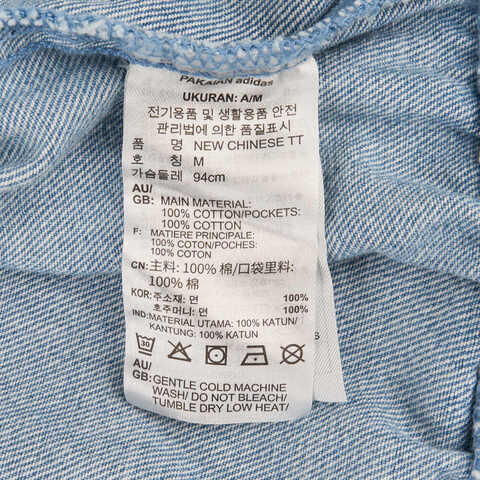 PAKAIAN adidas
UKURAN: A/M
전기용품 및 생활용품 안전
관리법에 의한 품질표시
품 명 NEW CHINESE TT
호 칭 M
가슴둘레 94cm
AU/
GB: MAIN MATERIAL:
100% COTTON/POCKETS:
100% COTTON
F: MATIERE PRINCIPALE:
100% COTON/POCHES:
100% COTON
CN: 主料: 100% 棉/口袋里料:
100% 棉
KOR: 주소재: 면 100%
호주머니: 면 100%
IND: MATERIAL UTAMA: 100% KATUN/
KANTUNG: 100% KATUN
30
AU/
GB: GENTLE COLD MACHINE
WASH/ DO NOT BLEACH/
TUMBLE DRY LOW HEAT/